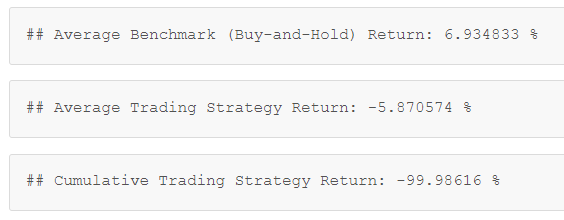 ## Average Benchmark (Buy-and-Hold) Return: 6.934833 %
## Average Trading Strategy Return: -5.870574 %
## Cumulative Trading Strategy Return: -99.98616 %